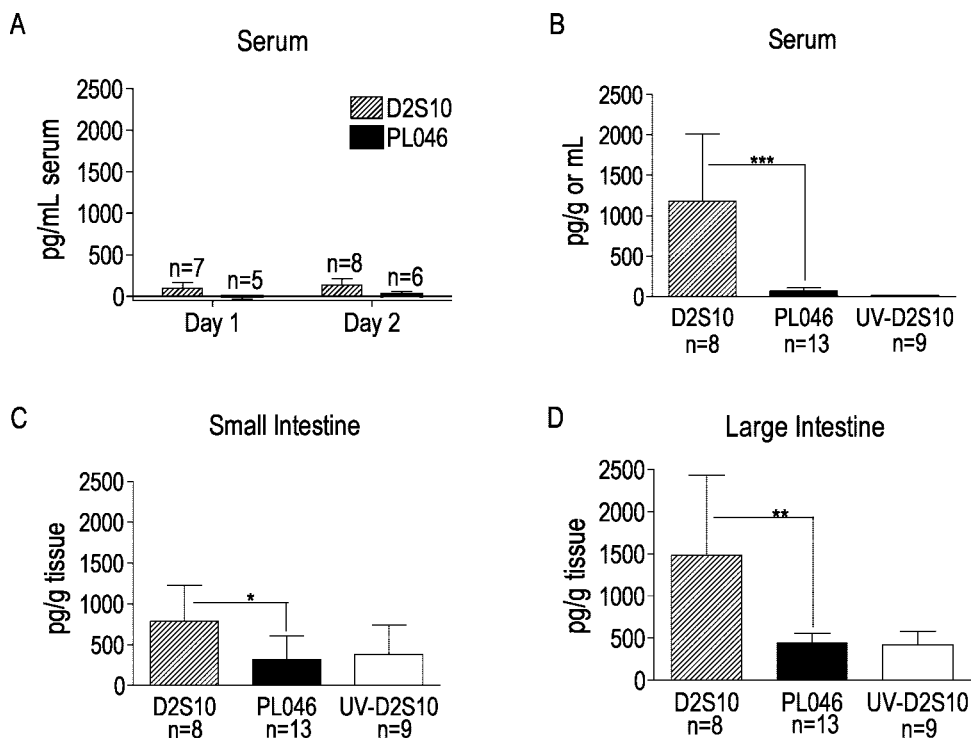 A
Serum
pg/mL serum
2500
2000
1500
1000
500
0
D2S10
PL046
n=7
n=5
n=8
n=6
Day 1
Day 2
B
Serum
pg/g or mL
2500
2000
1500
1000
500
0
***
D2S10
n=8
PL046
n=13
UV-D2S10
n=9
C
Small Intestine
pg/g tissue
2500
2000
1500
1000
500
0
*
D2S10
n=8
PL046
n=13
UV-D2S10
n=9
D
Large Intestine
pg/g tissue
2500
2000
1500
1000
500
0
**
D2S10
n=8
PL046
n=13
UV-D2S10
n=9